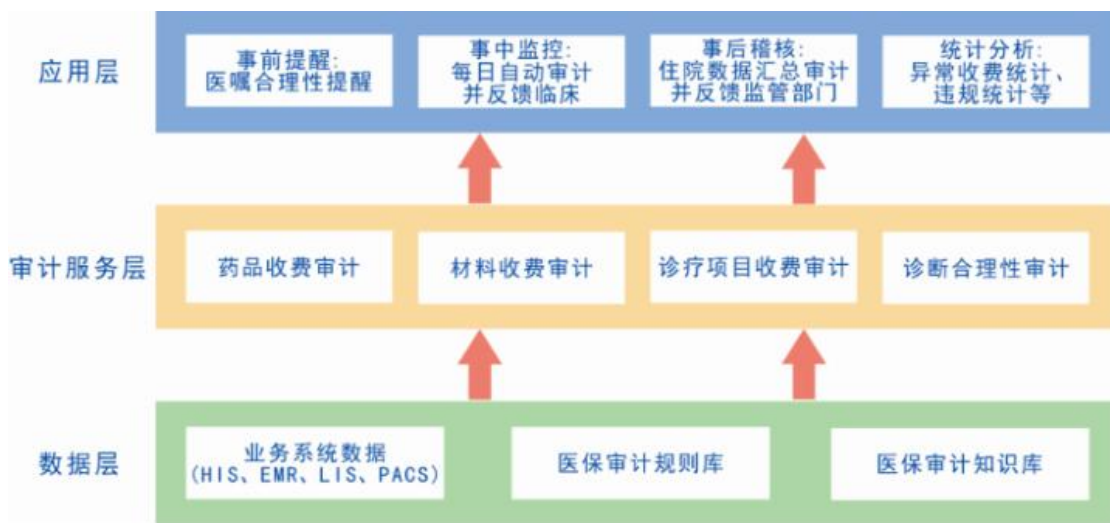 应用层
事前提醒:
医嘱合理性提醒
事中监控:
每日自动审计
并反馈临床
事后稽核:
住院数据汇总审计
并反馈监管部门
统计分析:
异常收费统计、
违规统计等
审计服务层
药品收费审计
材料收费审计
诊疗项目收费审计
诊断合理性审计
数据层
业务系统数据
(HIS、EMR、LIS、PACS)
医保审计规则库
医保审计知识库